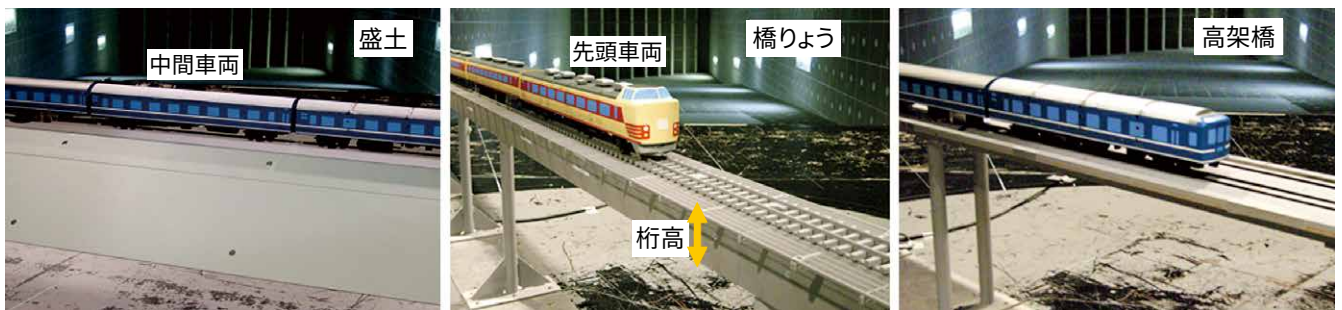 盛土
中間車両
橋りょう
先頭車両
桁高
高架橋